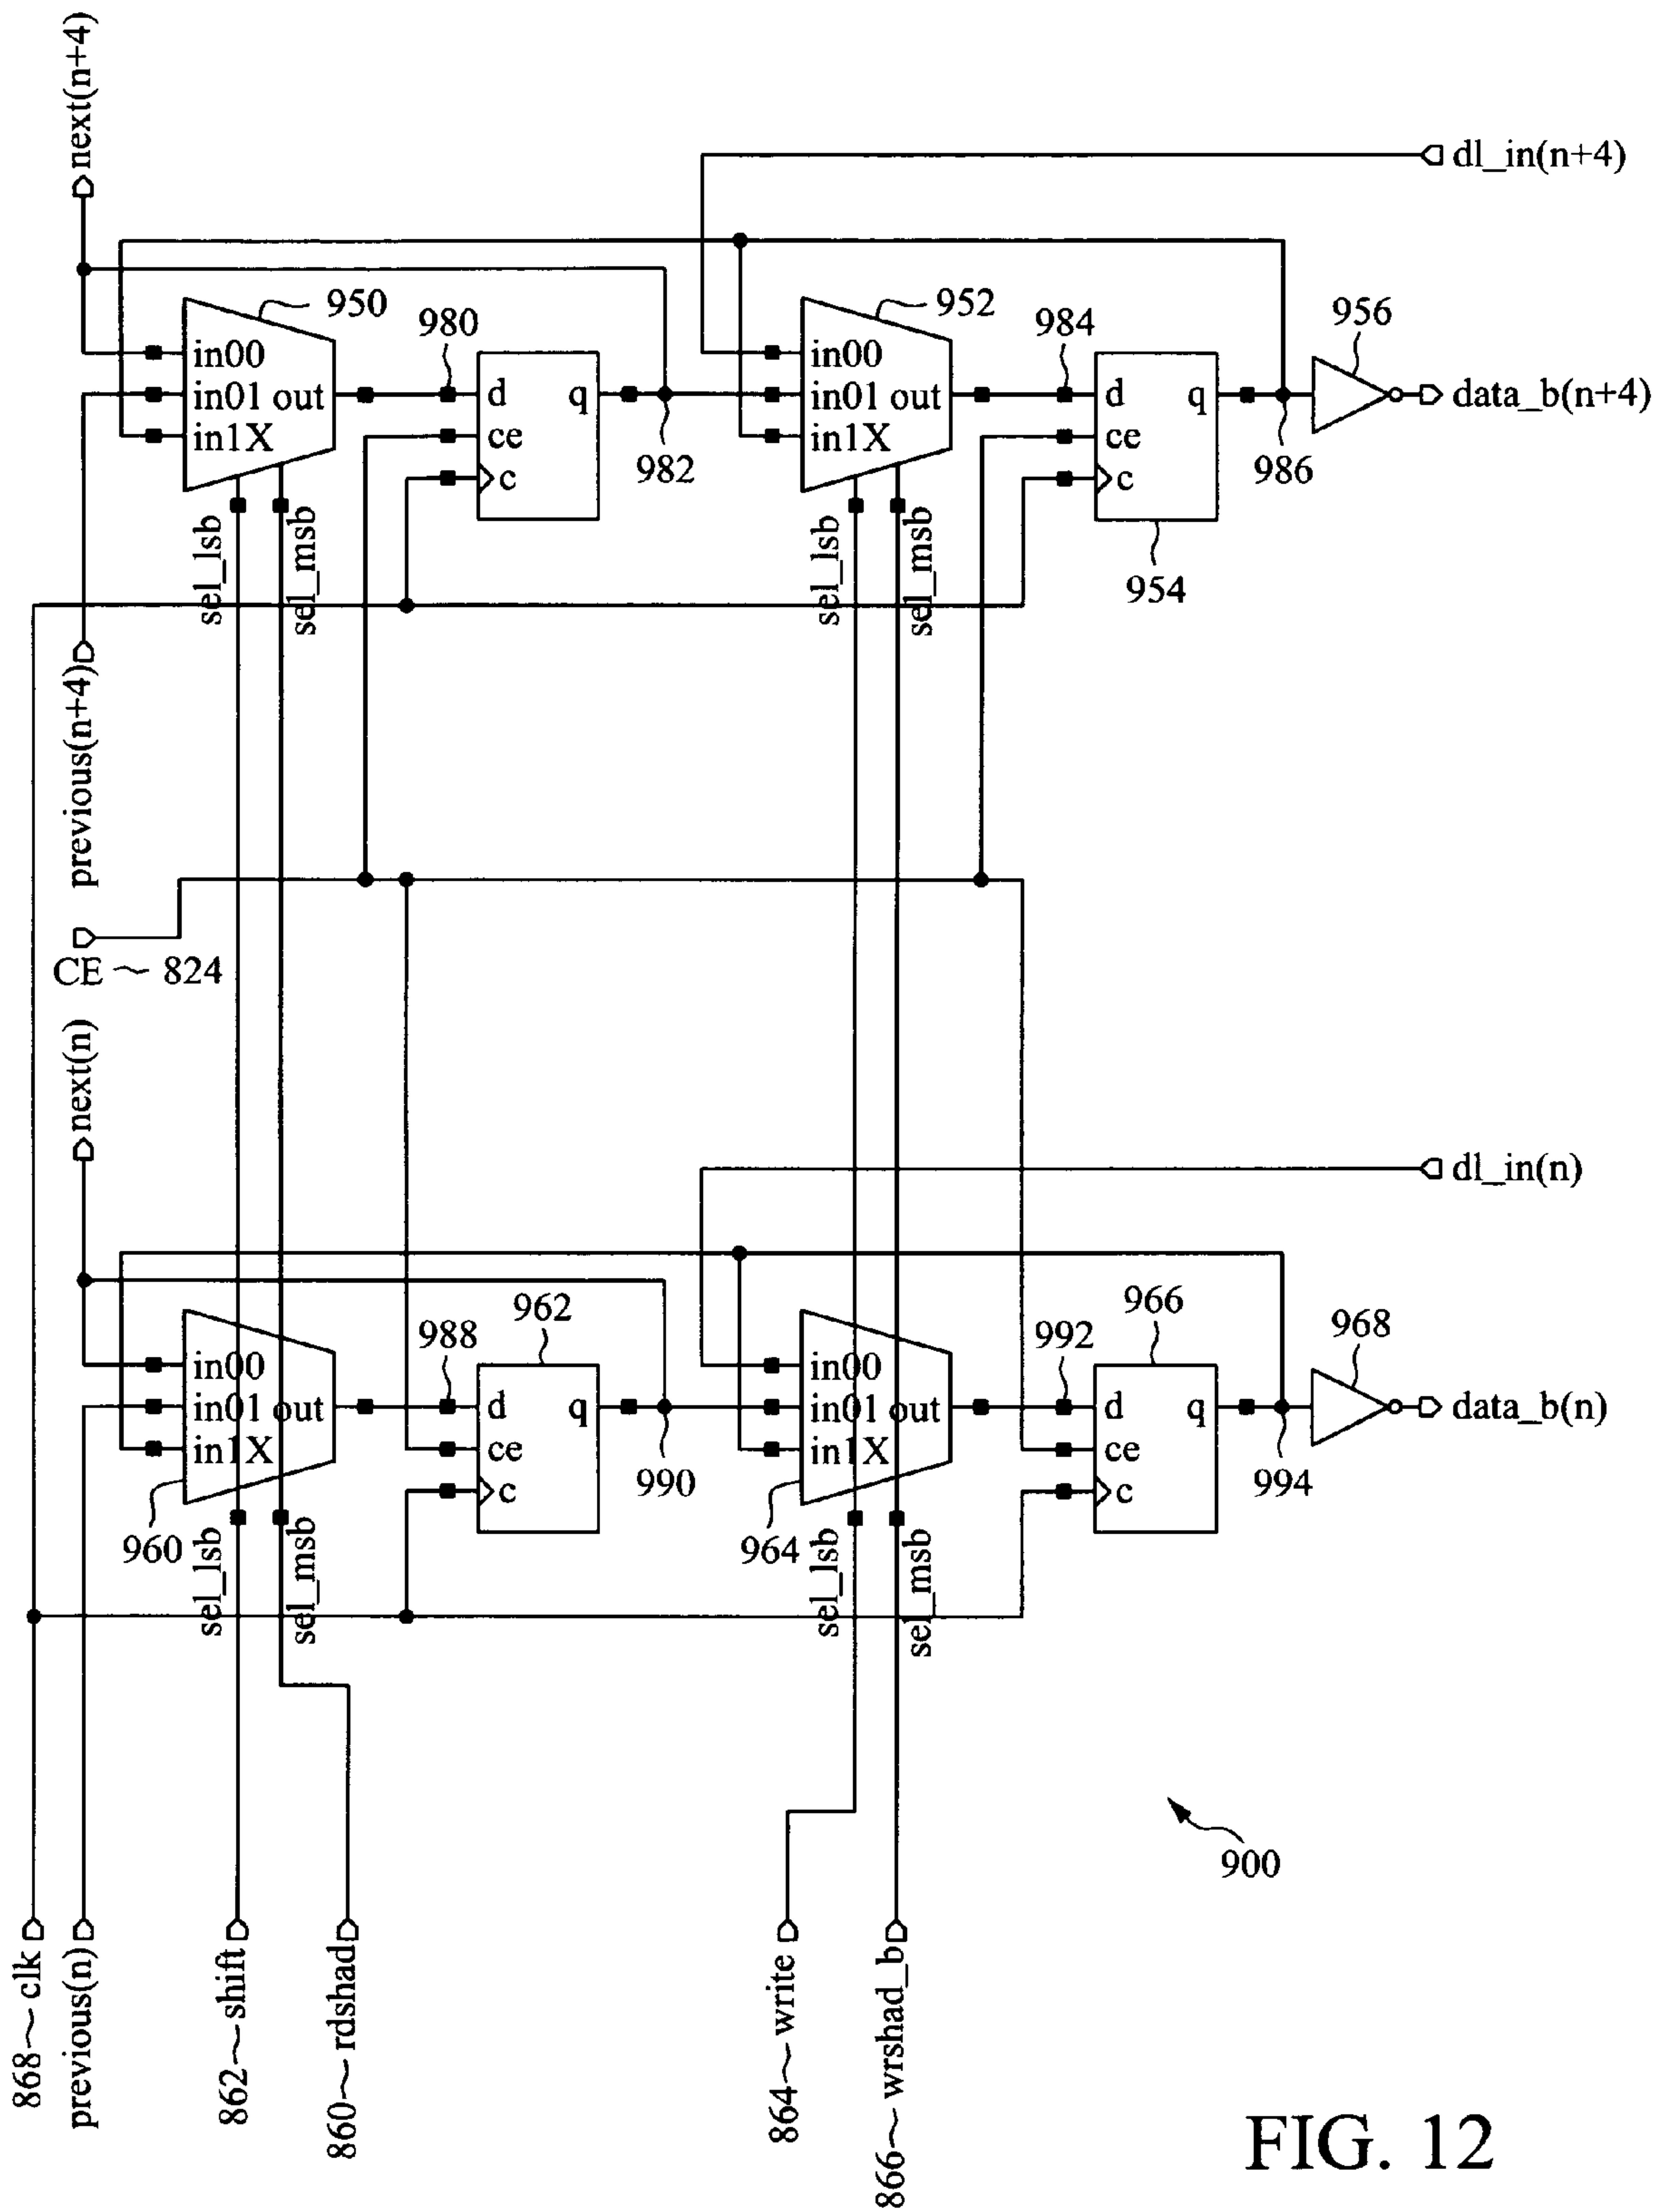 next(n+4)
dl_in(n+4)
950
980
952
984
956
in00
in01 out
in1X
d
q
ce
c
982
in00
in01 out
in1X
d
q
ce
c
986
data_b(n+4)
sel_lsb
sel_msb
sel_lsb
sel_msb
954
previous(n+4)
CE ~ 824
next(n)
dl_in(n)
962
988
966
992
968
in00
in01 out
in1X
d
q
ce
c
990
in00
in01 out
in1X
d
q
ce
c
994
data_b(n)
960
sel_lsb
sel_msb
964
sel_lsb
sel_msb
900
868~clk
previous(n)
862~shift
860~rdshad
864~write
866~wrshad_b
FIG. 12